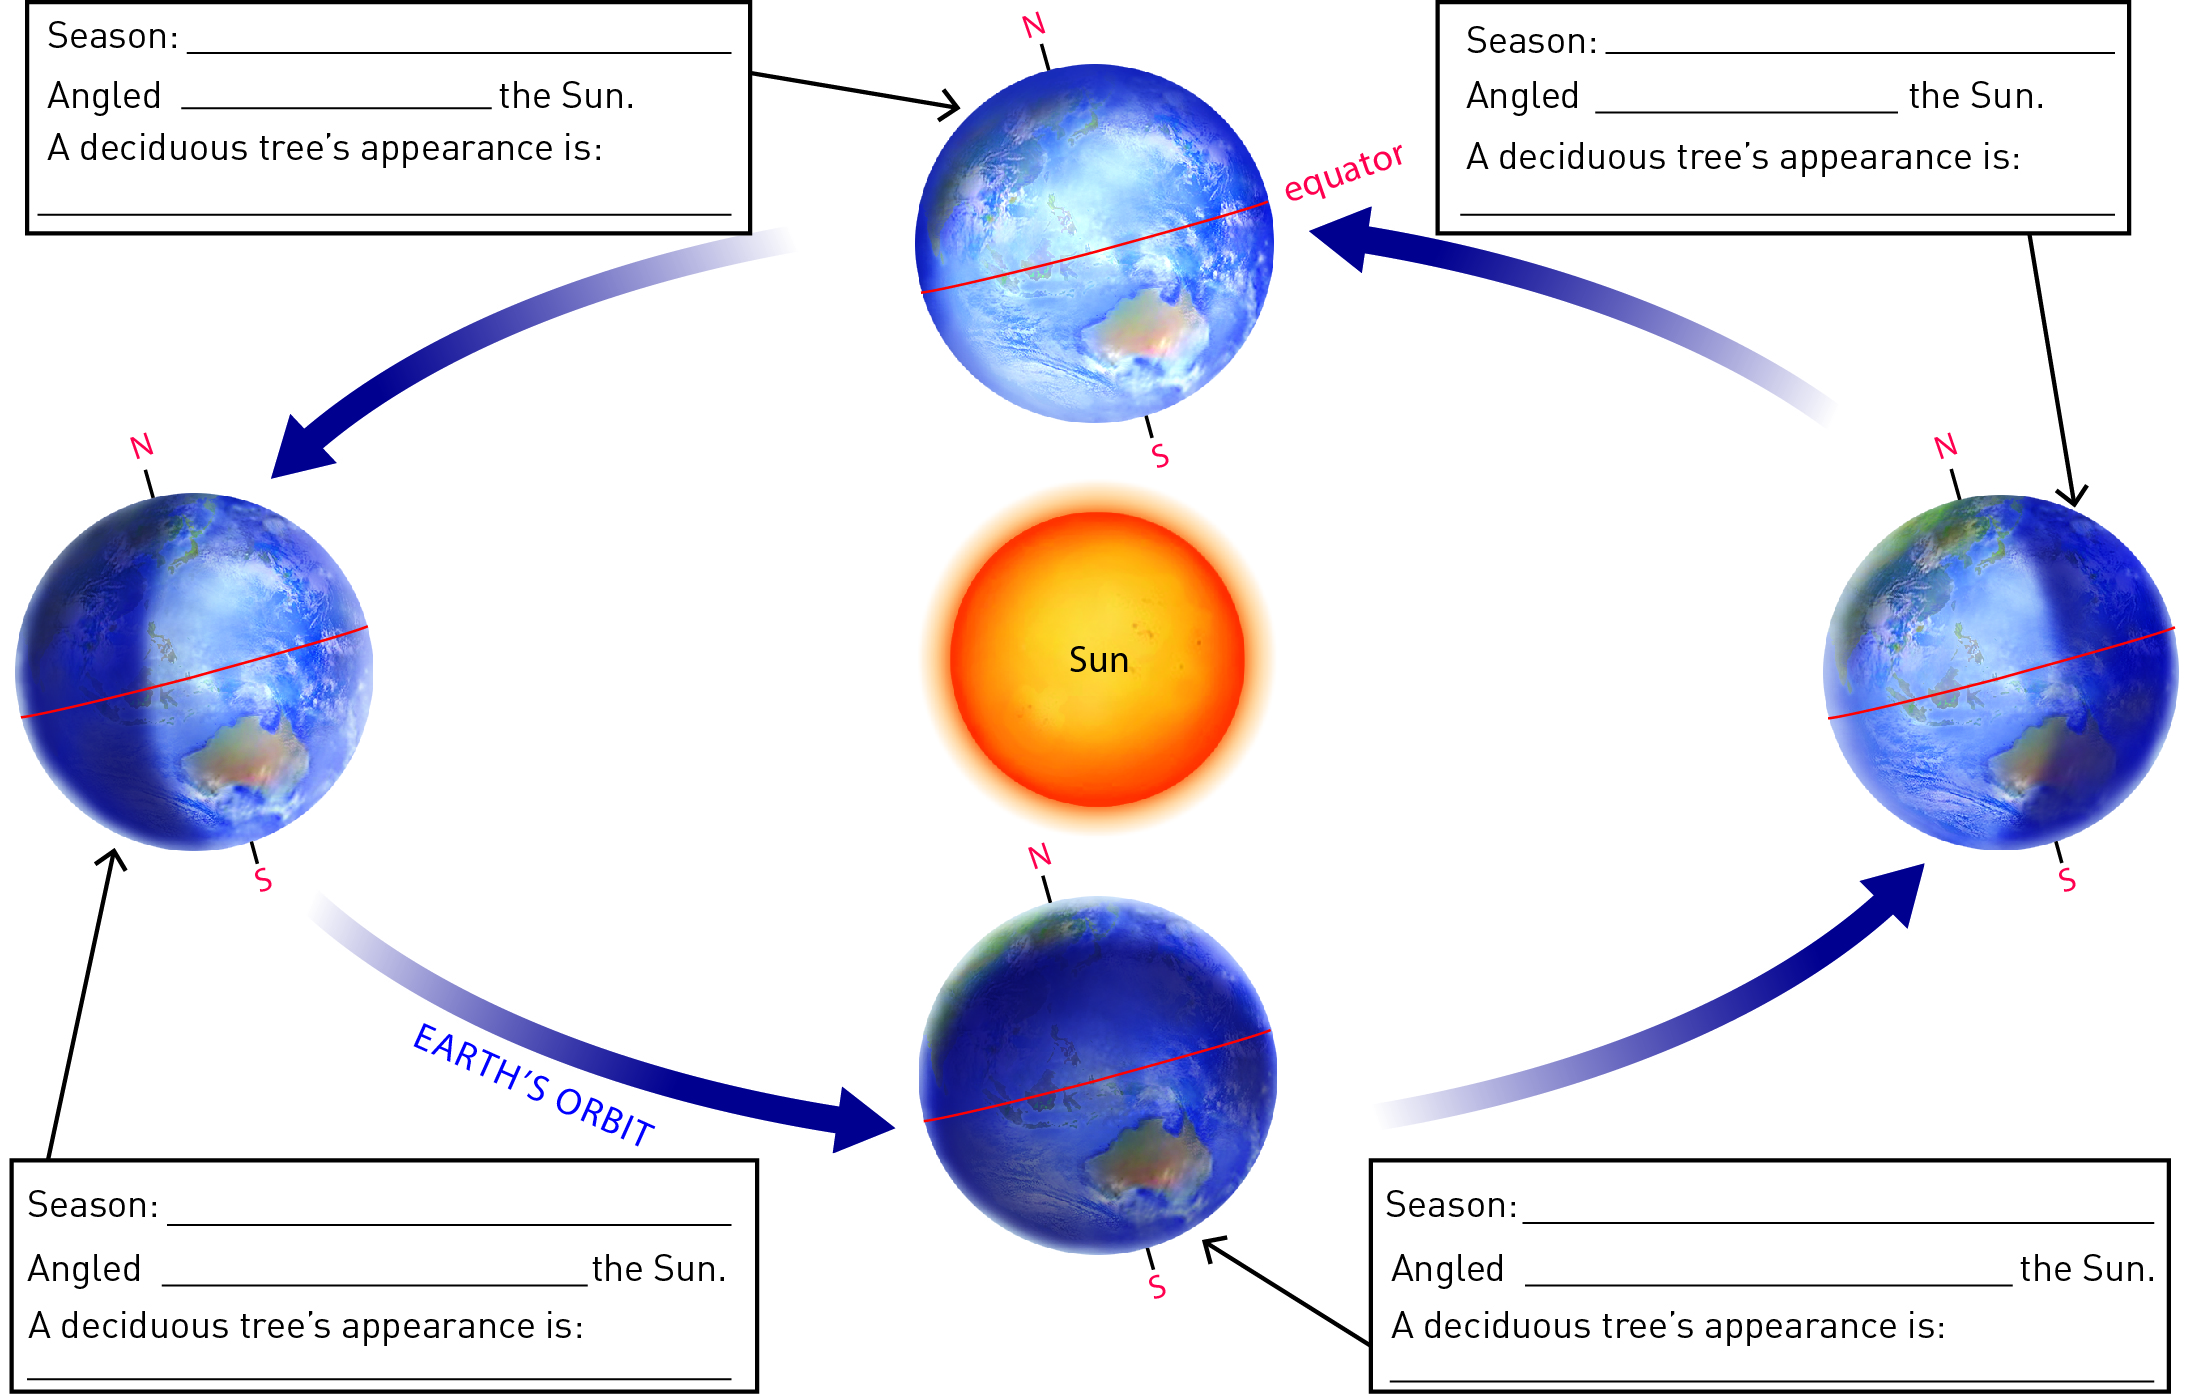 Season:
Angled the Sun.
A deciduous tree’s appearance is:
N
equator
S
Season:
Angled the Sun.
A deciduous tree’s appearance is:
N
S
Sun
N
S
N
S
EARTH’S ORBIT
Season:
Angled the Sun.
A deciduous tree’s appearance is:
Season:
Angled the Sun.
A deciduous tree’s appearance is: